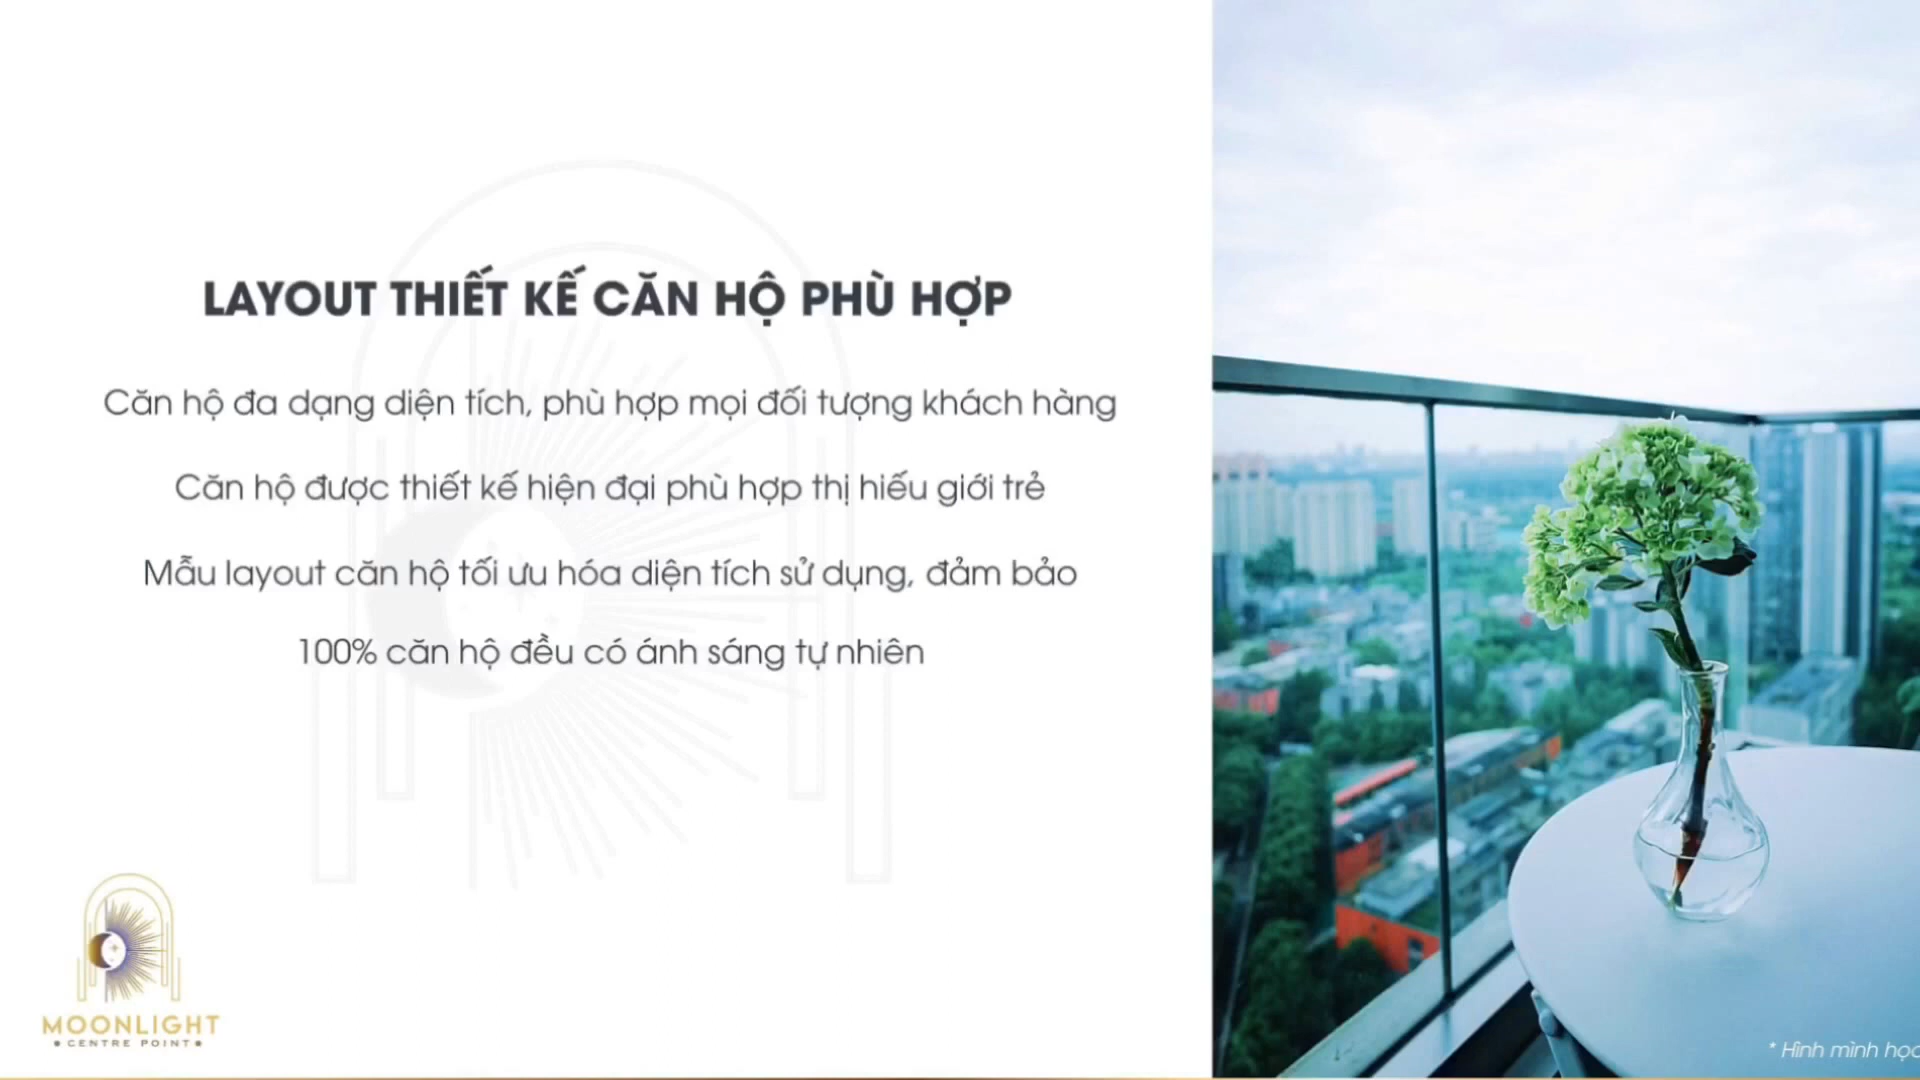 LAYOUT THIẾT KẾ CĂN HỘ PHÙ HỢP
Căn hộ đa dạng diện tích, phù hợp mọi đối tượng khách hàng
Căn hộ được thiết kế hiện đại phù hợp thị hiếu giới trẻ
Mẫu layout căn hộ tối ưu hóa diện tích sử dụng, đảm bảo
100% căn hộ đều có ánh sáng tự nhiên
MOONLIGHT
• CENTRE POINT •
* Hình mình họa